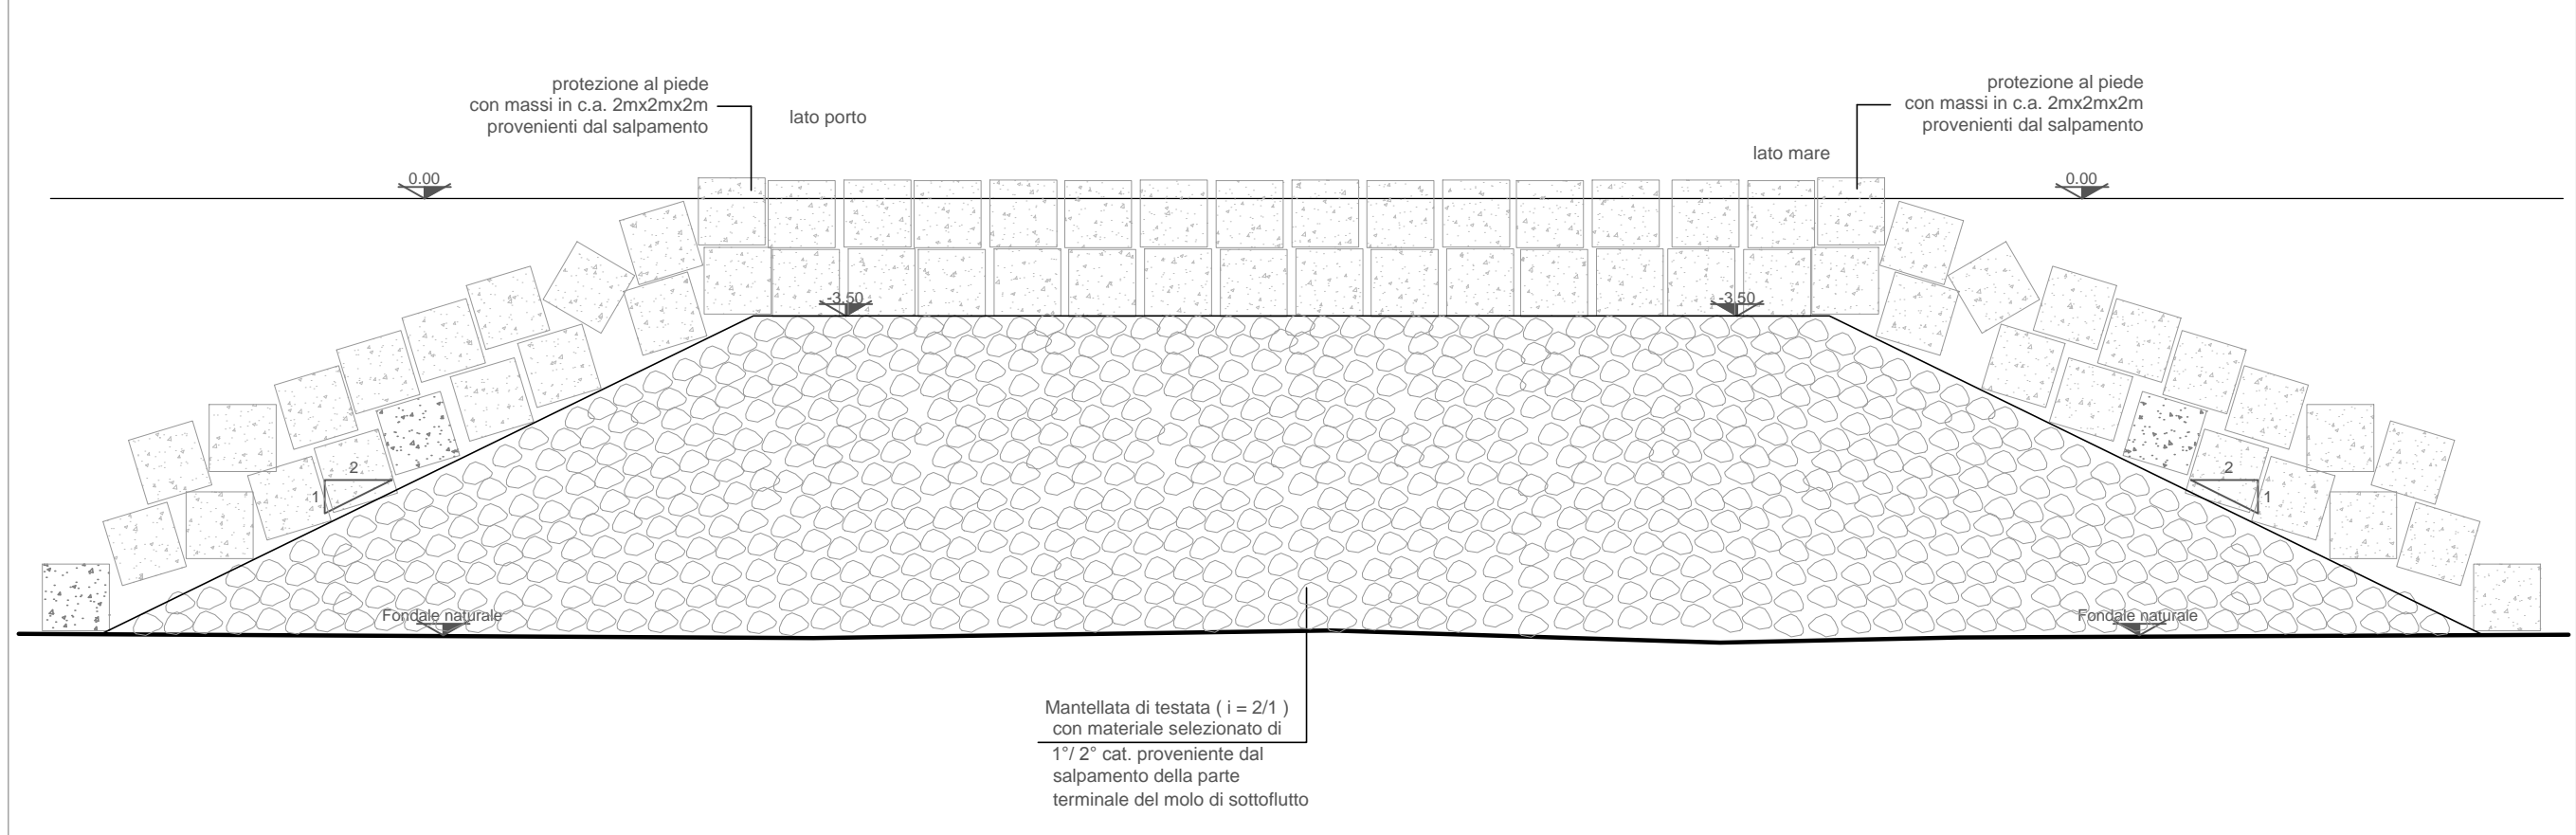 protezione al piede
con massi in c.a. 2mx2mx2m
provenienti dal salpamento
lato porto
protezione al piede
con massi in c.a. 2mx2mx2m
provenienti dal salpamento
lato mare
0.00
0.00
-3.50
-3.50
2
1
2
1
Fondale naturale
Fondale naturale
Mantellata di testata ( i = 2/1 )
con materiale selezionato di
1°/ 2° cat. proveniente dal
salpamento della parte
terminale del molo di sottoflutto